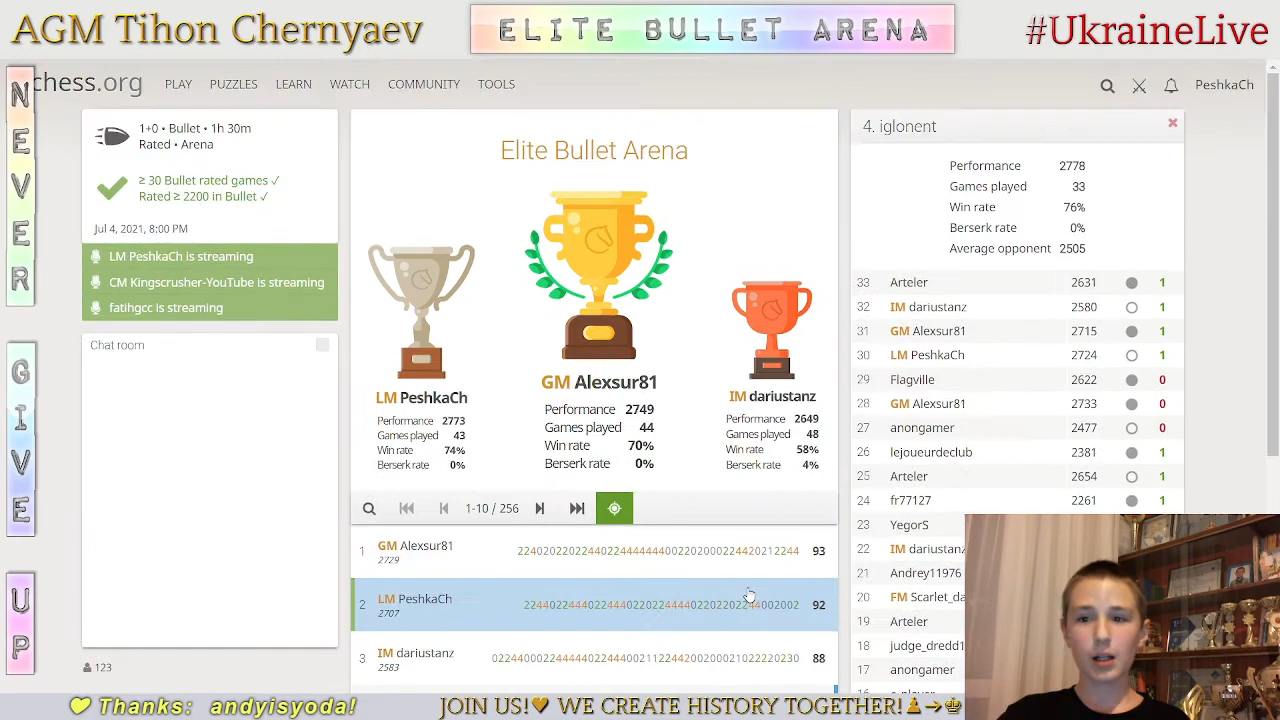 AGM Tihon Chernyaev
ELITE BULLET ARENA
#UkraineLive
NEVER
GIVE
UP
chess.org
PLAY PUZZLES LEARN WATCH COMMUNITY TOOLS
PeshkaCh
1+0 • Bullet • 1h 30m
Rated • Arena
≥ 30 Bullet rated games ✓
Rated ≥ 2200 in Bullet ✓
Jul 4, 2021, 8:00 PM
LM PeshkaCh is streaming
CM Kingscrusher-YouTube is streaming
fatihgcc is streaming
Chat room
123
Elite Bullet Arena
LM PeshkaCh
Performance 2773
Games played 43
Win rate 74%
Berserk rate 0%
GM Alexsur81
Performance 2749
Games played 44
Win rate 70%
Berserk rate 0%
IM dariustanz
Performance 2649
Games played 48
Win rate 58%
Berserk rate 4%
1-10 / 256
1 GM Alexsur81 93
2729
2 LM PeshkaCh 92
2707
3 IM dariustanz 88
2583
4. iglonent
Performance 2778
Games played 33
Win rate 76%
Berserk rate 0%
Average opponent 2505
33 Arteler 2631 1
32 IM dariustanz 2580 1
31 GM Alexsur81 2715 1
30 LM PeshkaCh 2724 1
29 Flagville 2622 0
28 GM Alexsur81 2733 0
27 anongamer 2477 0
26 lejoueurdeclub 2381 1
25 Arteler 2654 1
24 fr77127 2261 1
23 YegorS
22 IM dariustanz
21 Andrey11976
20 FM Scarlet_da
19 Arteler
18 judge_dredd1
17 anongamer
16
Thanks: andyisyoda!
JOIN US!♥ WE CREATE HISTORY TOGETHER!♟→♚